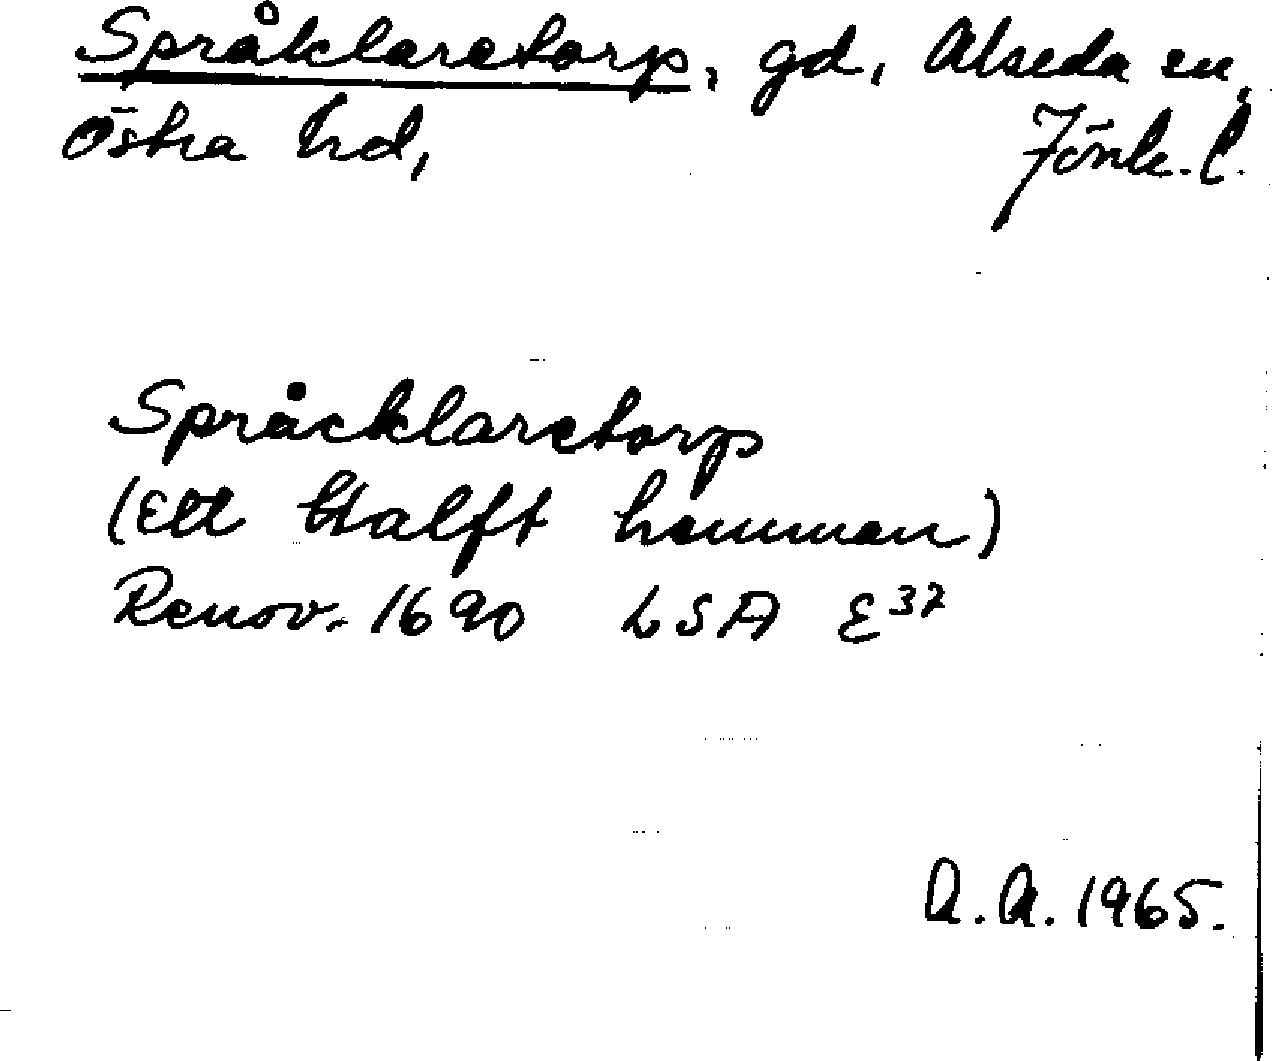 Språklaretorp, gd, Alseda sn,
Östra hd, Jönk. l.
Språcklaretorp
(Ett Halft hemman)
Renov. 1690 LSA E³⁷
A.A. 1965.